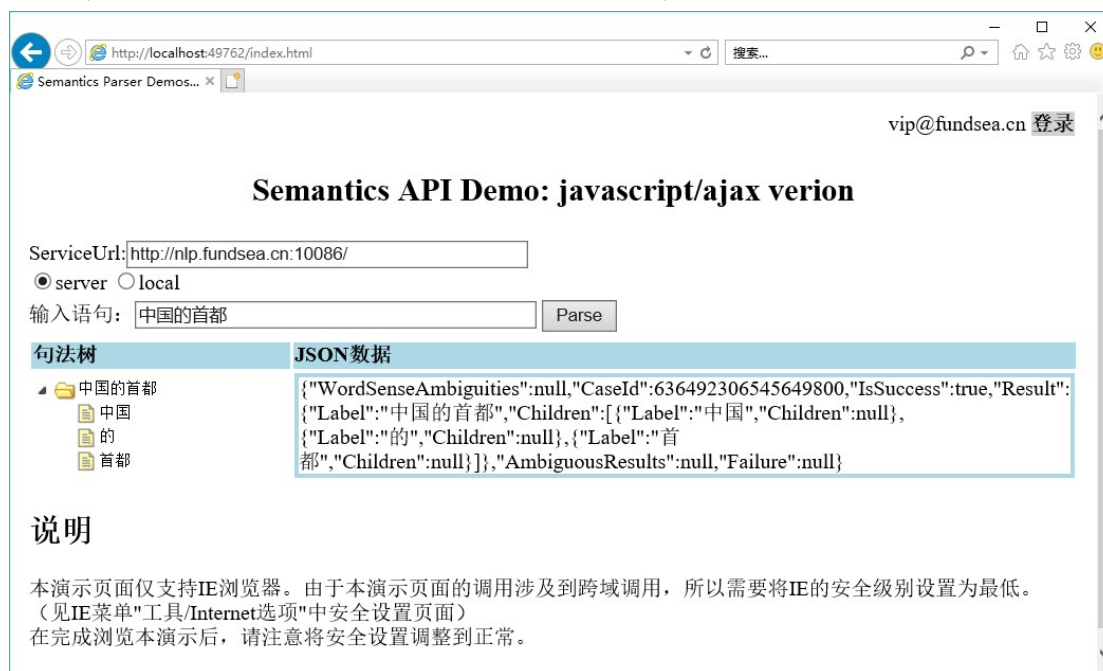 http://localhost:49762/index.html
搜索...
Semantics Parser Demos...
vip@fundsea.cn 登录
Semantics API Demo: javascript/ajax verion
ServiceUrl: http://nlp.fundsea.cn:10086/
server local
输入语句： 中国的首都 Parse
句法树 JSON数据
中国的首都
中国
的
首都
{"WordSenseAmbiguities":null,"CaseId":636492306545649800,"IsSuccess":true,"Result":
{"Label":"中国的首都","Children":[{"Label":"中国","Children":null},
{"Label":"的","Children":null},{"Label":"首
都","Children":null}]},"AmbiguousResults":null,"Failure":null}
说明
本演示页面仅支持IE浏览器。由于本演示页面的调用涉及到跨域调用，所以需要将IE的安全级别设置为最低。
（见IE菜单"工具/Internet选项"中安全设置页面）
在完成浏览本演示后，请注意将安全设置调整到正常。